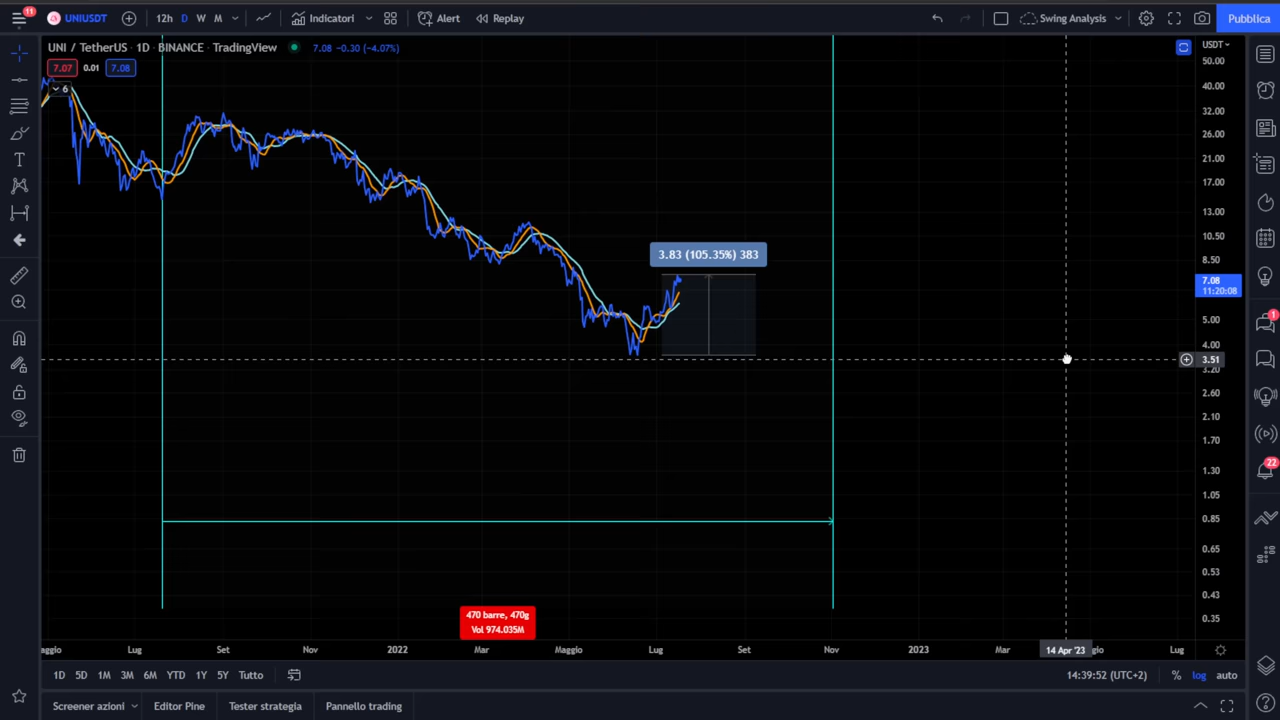 11
UNIUSDT
12h D W M
Indicatori
Alert
Replay
Swing Analysis
Pubblica
UNI / TetherUS · 1D · BINANCE · TradingView
7.08 −0.30 (−4.07%)
7.07 0.01 7.08
6
USDT
50.00
40.00
32.00
26.00
21.00
17.00
13.00
10.50
8.50
7.08
11:20:08
5.00
4.00
3.51
3.20
2.60
2.10
1.70
1.30
1.05
0.85
0.65
0.53
0.43
0.35
3.83 (105.35%) 383
470 barre, 470g
Vol 974.035M
aggio Lug Set Nov 2022 Mar Maggio Lug Set Nov 2023 Mar 14 Apr '23 gio Lug
1D 5D 1M 3M 6M YTD 1Y 5Y Tutto
14:39:52 (UTC+2)
% log auto
Screener azioni
Editor Pine
Tester strategia
Pannello trading
1
22